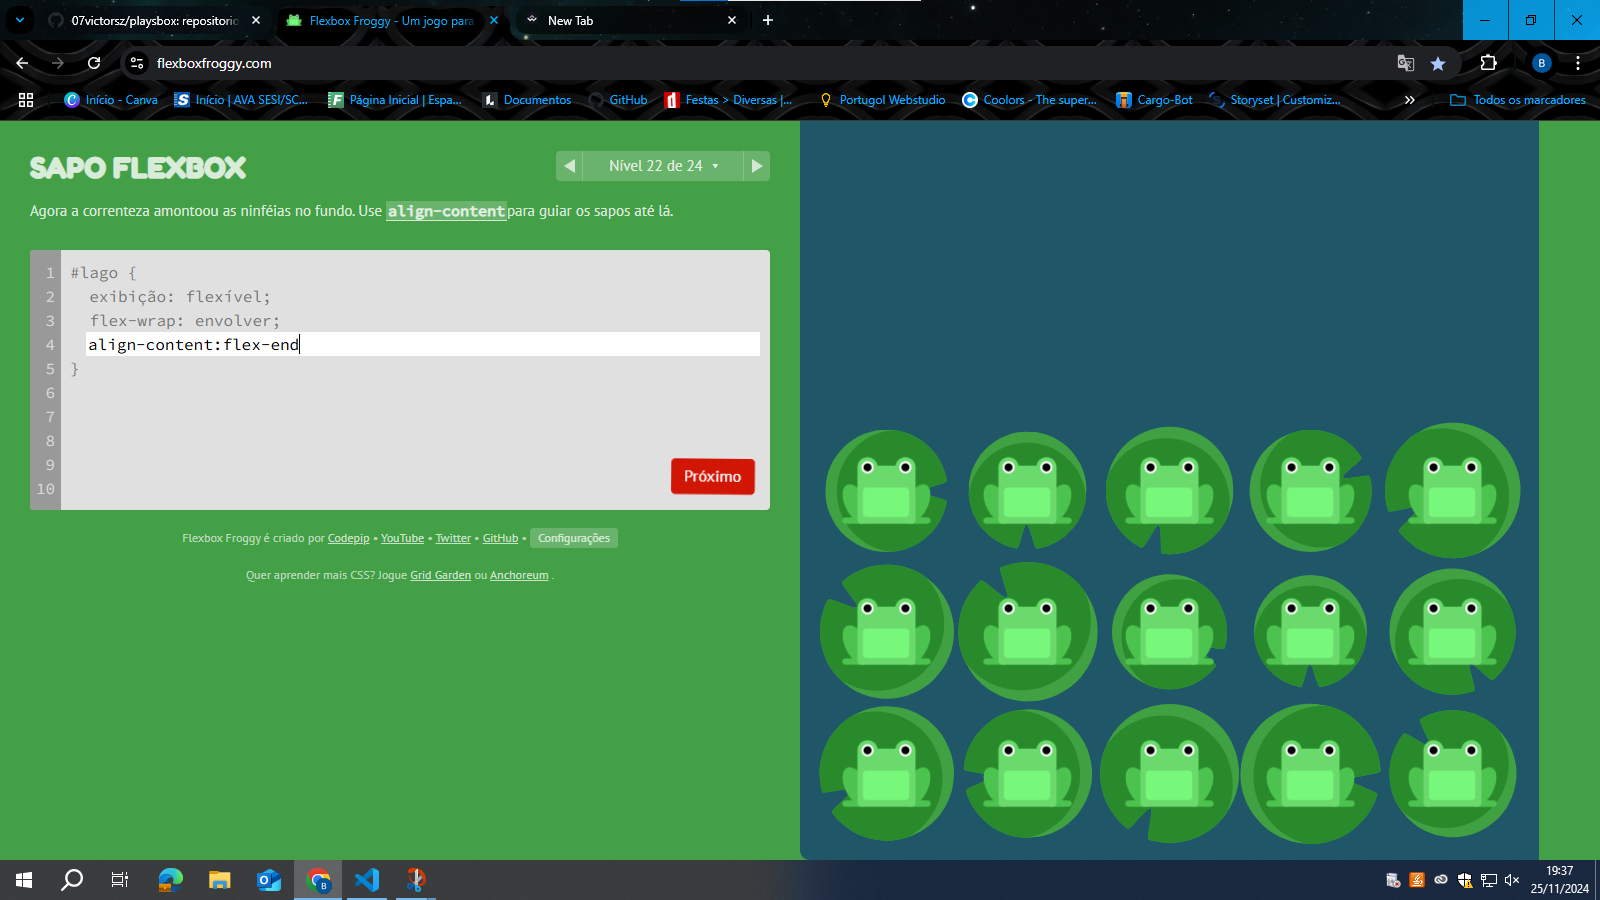 07victorsz/playsbox: repositorio
Flexbox Froggy - Um jogo para
New Tab
flexboxfroggy.com
B
Início - Canva
Início | AVA SESI/SC...
Página Inicial | Espa...
Documentos
GitHub
Festas > Diversas |...
Portugol Webstudio
Coolors - The super...
Cargo-Bot
Storyset | Customiz...
Todos os marcadores
SAPO FLEXBOX
Nível 22 de 24
Agora a correnteza amontoou as ninféias no fundo. Use align-content para guiar os sapos até lá.
1 #lago {
2 exibição: flexível;
3 flex-wrap: envolver;
4 align-content:flex-end
5 }
6
7
8
9
10
Próximo
Flexbox Froggy é criado por Codepip • YouTube • Twitter • GitHub • Configurações
Quer aprender mais CSS? Jogue Grid Garden ou Anchoreum .
19:37
25/11/2024